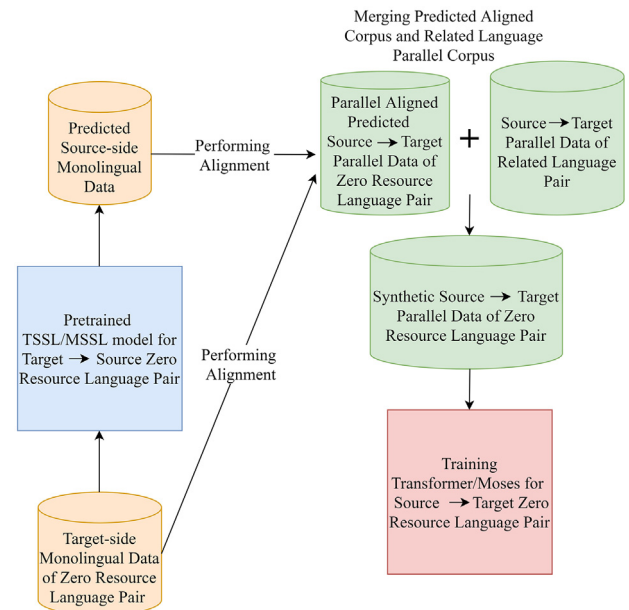 Merging Predicted Aligned
Corpus and Related Language
Parallel Corpus
Predicted
Source-side
Monolingual
Data
Performing
Alignment
Parallel Aligned
Predicted
Source → Target
Parallel Data of
Zero Resource
Language Pair
+
Source → Target
Parallel Data of
Related Language
Pair
Pretrained
TSSL/MSSL model for
Target → Source Zero
Resource Language Pair
Performing
Alignment
Synthetic Source → Target
Parallel Data of Zero
Resource Language Pair
Training
Transformer/Moses for
Source → Target Zero
Resource Language Pair
Target-side
Monolingual Data
of Zero Resource
Language Pair